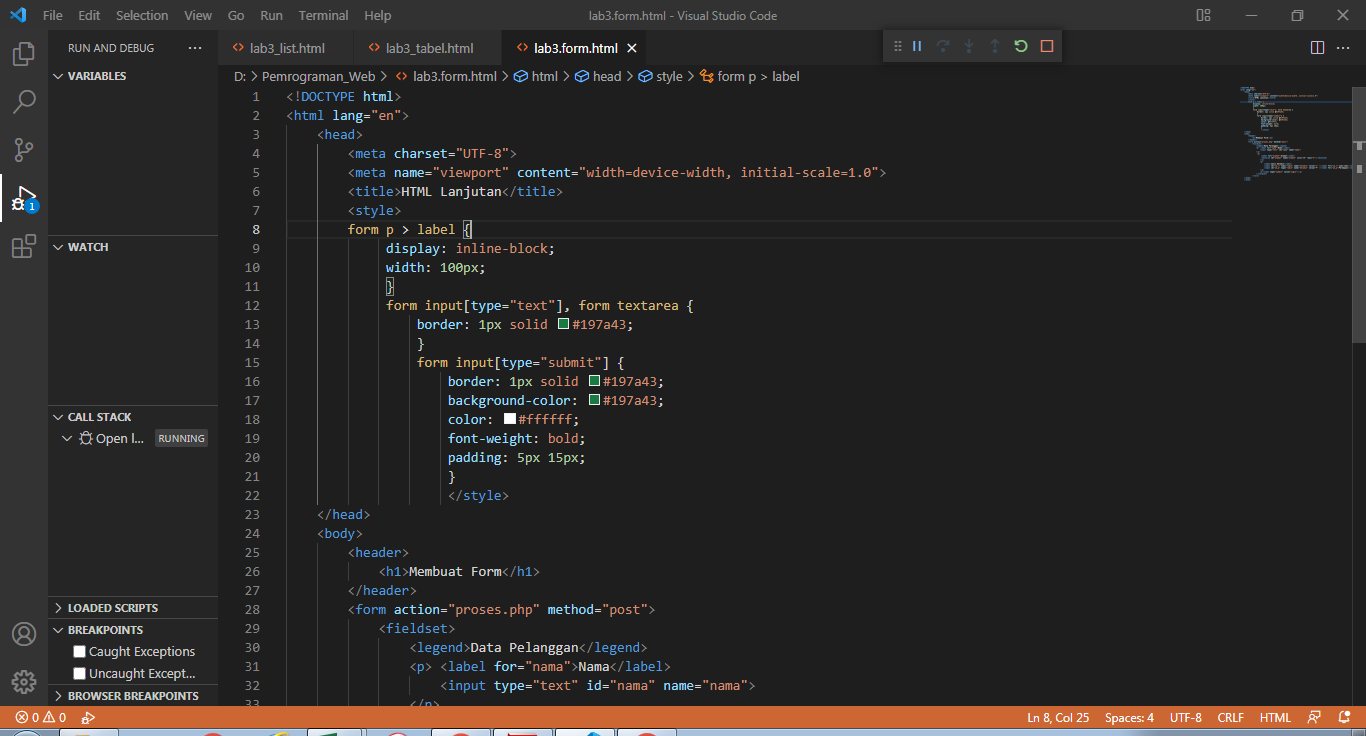 File Edit Selection View Go Run Terminal Help lab3.form.html - Visual Studio Code
RUN AND DEBUG ... lab3_list.html lab3_tabel.html lab3.form.html
VARIABLES
D: > Pemrograman_Web > lab3.form.html > html > head > style > form p > label
1 <!DOCTYPE html>
2 <html lang="en">
3 <head>
4 <meta charset="UTF-8">
5 <meta name="viewport" content="width=device-width, initial-scale=1.0">
6 <title>HTML Lanjutan</title>
7 <style>
8 form p > label {
9 display: inline-block;
10 width: 100px;
11 }
12 form input[type="text"], form textarea {
13 border: 1px solid #197a43;
14 }
15 form input[type="submit"] {
16 border: 1px solid #197a43;
17 background-color: #197a43;
18 color: #ffffff;
19 font-weight: bold;
20 padding: 5px 15px;
21 }
22 </style>
23 </head>
24 <body>
25 <header>
26 <h1>Membuat Form</h1>
27 </header>
28 <form action="proses.php" method="post">
29 <fieldset>
30 <legend>Data Pelanggan</legend>
31 <p> <label for="nama">Nama</label>
32 <input type="text" id="nama" name="nama">
33 </p>
1
WATCH
CALL STACK
Open l... RUNNING
LOADED SCRIPTS
BREAKPOINTS
Caught Exceptions
Uncaught Except...
BROWSER BREAKPOINTS
0 0 Ln 8, Col 25 Spaces: 4 UTF-8 CRLF HTML